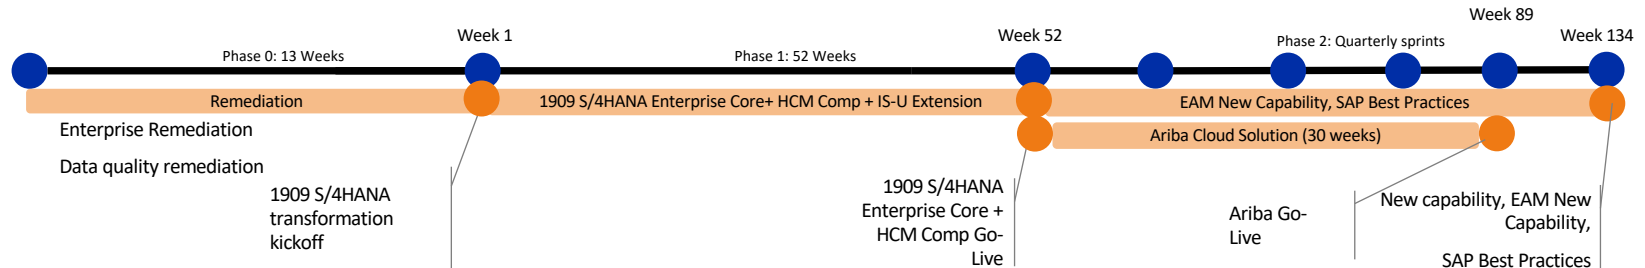 Week 89
Week 1
Week 52
Week 134
Phase 0: 13 Weeks
Phase 1: 52 Weeks
Phase 2: Quarterly sprints
Remediation
1909 S/4HANA Enterprise Core+ HCM Comp + IS-U Extension
EAM New Capability, SAP Best Practices
Enterprise Remediation
Ariba Cloud Solution (30 weeks)
Data quality remediation
1909 S/4HANA
transformation
kickoff
1909 S/4HANA
Enterprise Core +
HCM Comp Go-
Live
Ariba Go-
Live
New capability, EAM New
Capability,
SAP Best Practices